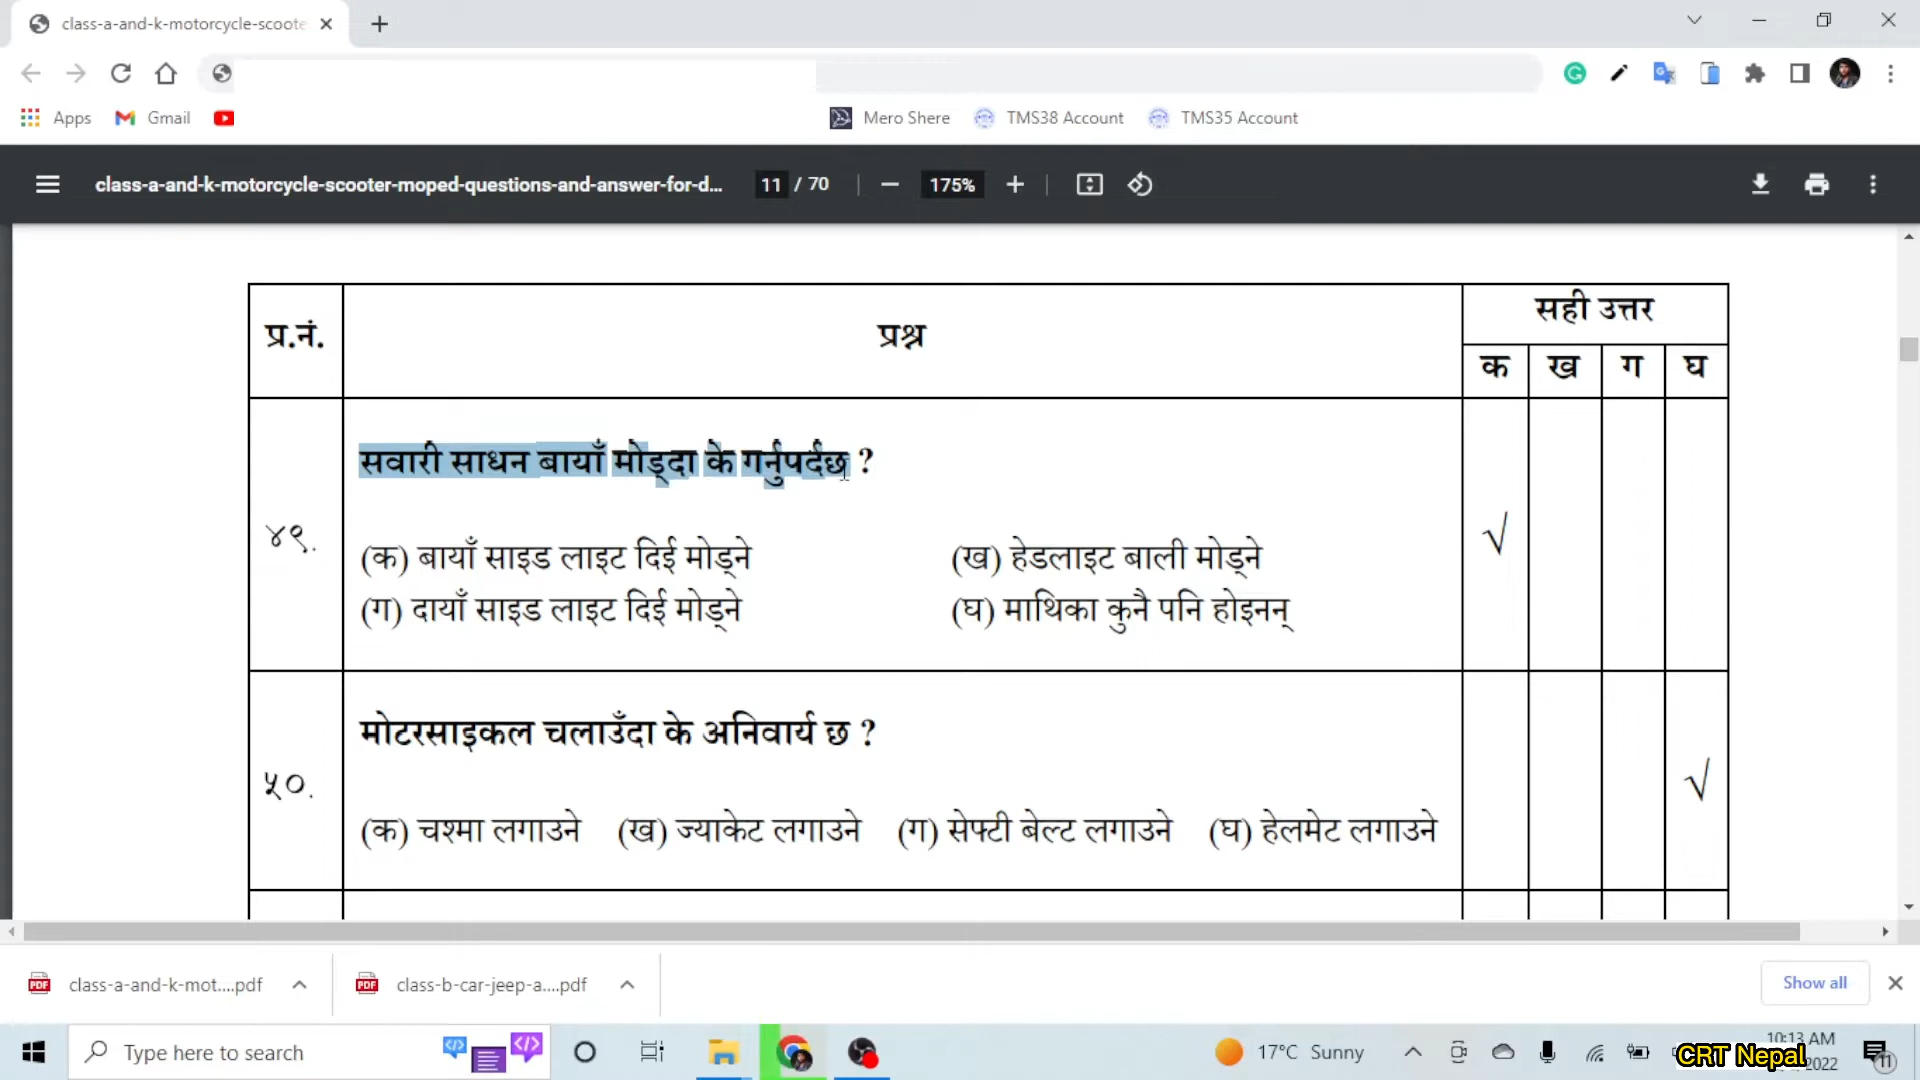 class-a-and-k-motorcycle-scoote
Apps
Gmail
Mero Shere
TMS38 Account
TMS35 Account
class-a-and-k-motorcycle-scooter-moped-questions-and-answer-for-d...
11 / 70
175%
प्र.नं.
प्रश्न
सही उत्तर
क ख ग घ
४९.
सवारी साधन बायाँ मोड्दा के गर्नुपर्दछ ?
(क) बायाँ साइड लाइट दिई मोड्ने (ख) हेडलाइट बाली मोड्ने
(ग) दायाँ साइड लाइट दिई मोड्ने (घ) माथिका कुनै पनि होइनन्
√
५०.
मोटरसाइकल चलाउँदा के अनिवार्य छ ?
(क) चश्मा लगाउने (ख) ज्याकेट लगाउने (ग) सेफ्टी बेल्ट लगाउने (घ) हेलमेट लगाउने
√
class-a-and-k-mot....pdf
class-b-car-jeep-a....pdf
Show all
Type here to search
17°C Sunny
10:13 AM
2022
CRT Nepal
11